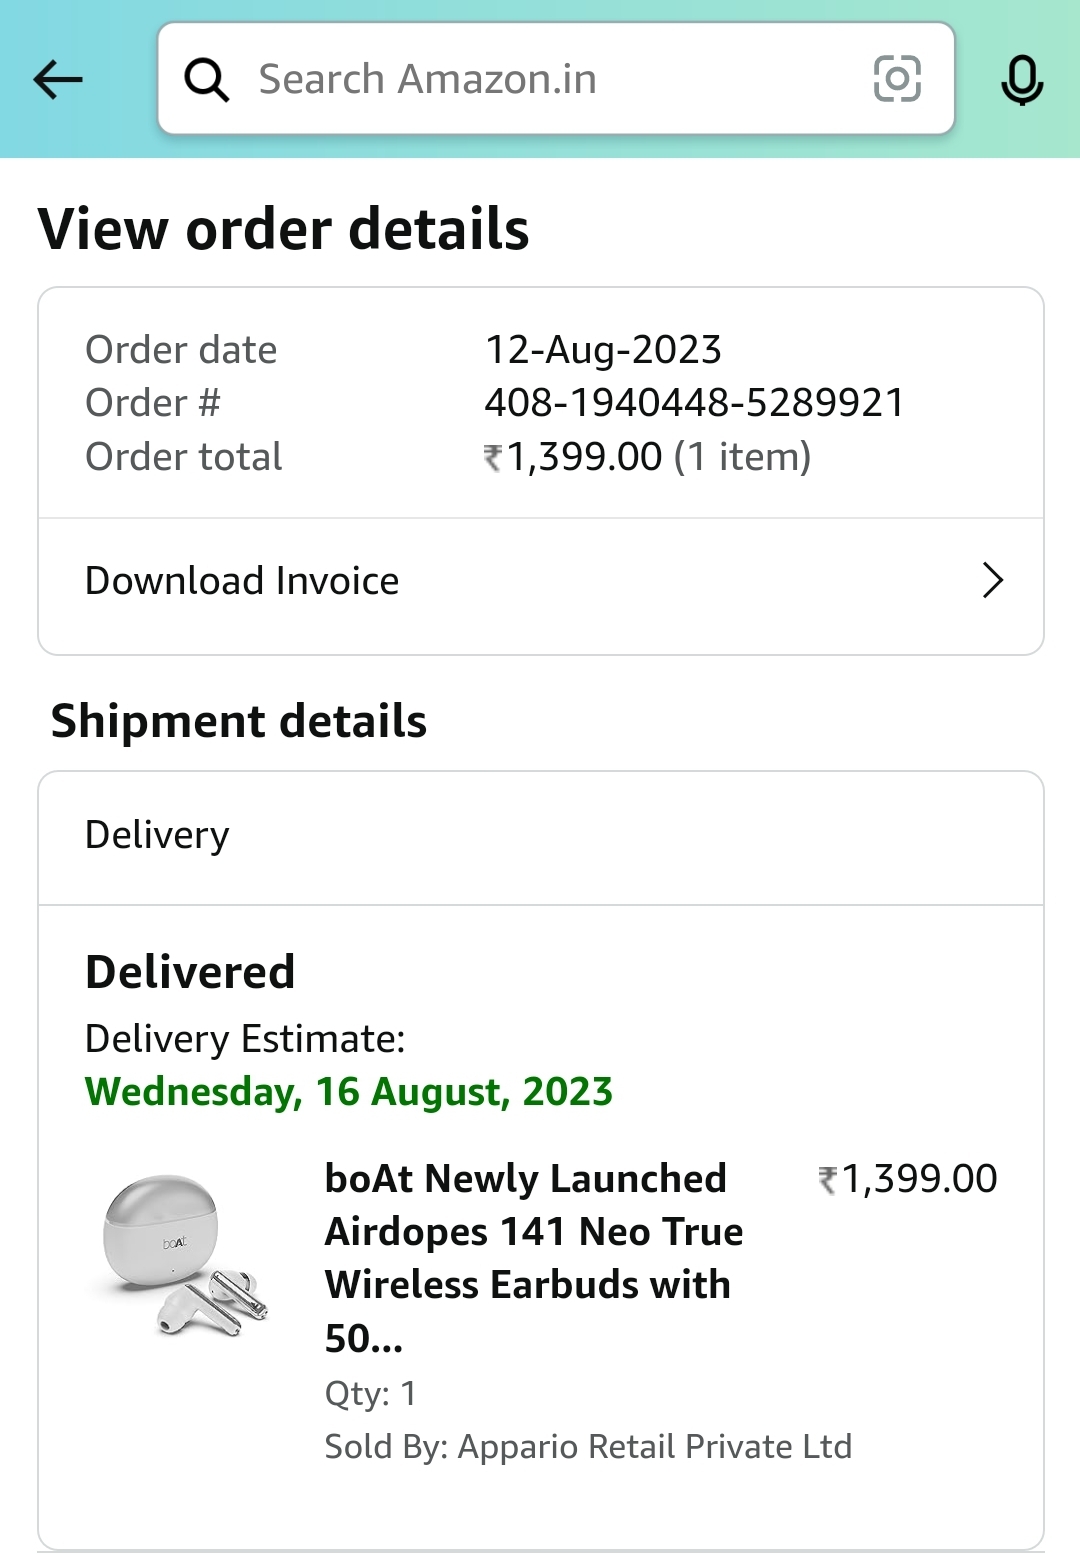 Search Amazon.in
View order details
Order date 12-Aug-2023
Order # 408-1940448-5289921
Order total ₹1,399.00 (1 item)
Download Invoice
Shipment details
Delivery
Delivered
Delivery Estimate:
Wednesday, 16 August, 2023
boAt Newly Launched ₹1,399.00
Airdopes 141 Neo True
Wireless Earbuds with
50...
Qty: 1
Sold By: Appario Retail Private Ltd
boAt